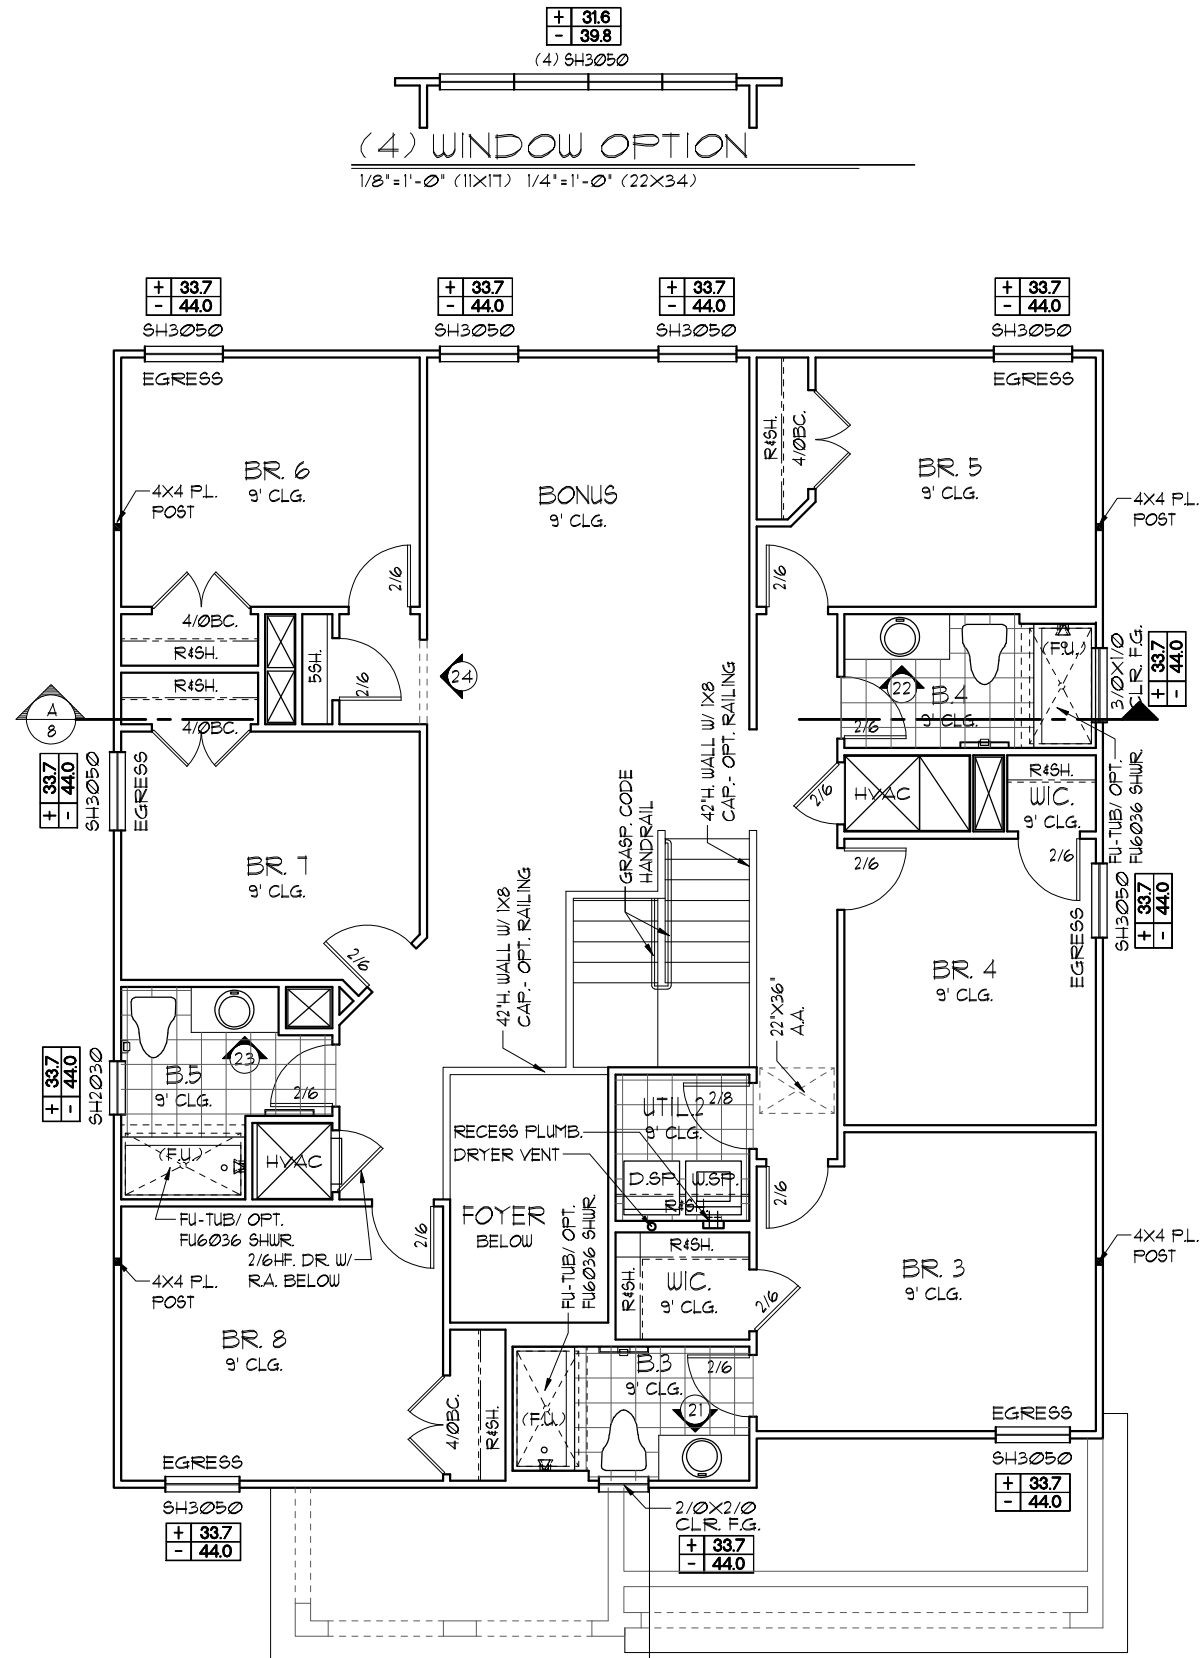 + 31.6
- 39.8
(4) SH3050
(4) WINDOW OPTION
1/8"=1'-0" (11X17) 1/4"=1'-0" (22X34)
+ 33.7
- 44.0
SH3050
EGRESS
+ 33.7
- 44.0
SH3050
+ 33.7
- 44.0
SH3050
+ 33.7
- 44.0
SH3050
EGRESS
BR. 6
9' CLG.
4X4 P.L.
POST
BONUS
9' CLG.
R&SH.
4/0BC.
BR. 5
9' CLG.
4X4 P.L.
POST
2/6
2/6
4/0BC.
R&SH.
R&SH.
4/0BC.
5SH.
2/6
24
A
8
42"H. WALL W/ 1X8
CAP.- OPT. RAILING
22
B.4
9' CLG.
2/6
(F.U.)
3/0X1/0
CLR. F.G.
+ 33.7
- 44.0
FU-TUB/ OPT.
FU6036 SHWR.
+ 33.7
- 44.0
SH3050
EGRESS
BR. 7
9' CLG.
2/6
GRASP. CODE
HANDRAIL
42"H. WALL W/ 1X8
CAP.- OPT. RAILING
2/6
HVAC
R&SH.
WIC.
9' CLG.
2/6
2/6
SH3050
EGRESS
+ 33.7
- 44.0
BR. 4
9' CLG.
22"X36"
A.A.
+ 33.7
- 44.0
SH2030
23
B.5
9' CLG.
2/6
(F.U.)
HVAC
FU-TUB/ OPT.
FU6036 SHWR.
2/6HF. DR. W/
R.A. BELOW
2/6
4X4 P.L.
POST
UTIL.2
9' CLG.
2/8
RECESS PLUMB.
DRYER VENT
D.SP.
W.SP.
R&SH.
FOYER
BELOW
FU-TUB/ OPT.
FU6036 SHWR.
R&SH.
R&SH.
WIC.
9' CLG.
2/6
2/6
BR. 3
9' CLG.
4X4 P.L.
POST
BR. 8
9' CLG.
4/0BC.
R&SH.
(F.U.)
B.3
9' CLG.
2/6
21
EGRESS
SH3050
+ 33.7
- 44.0
EGRESS
SH3050
+ 33.7
- 44.0
2/0X2/0
CLR. F.G.
+ 33.7
- 44.0